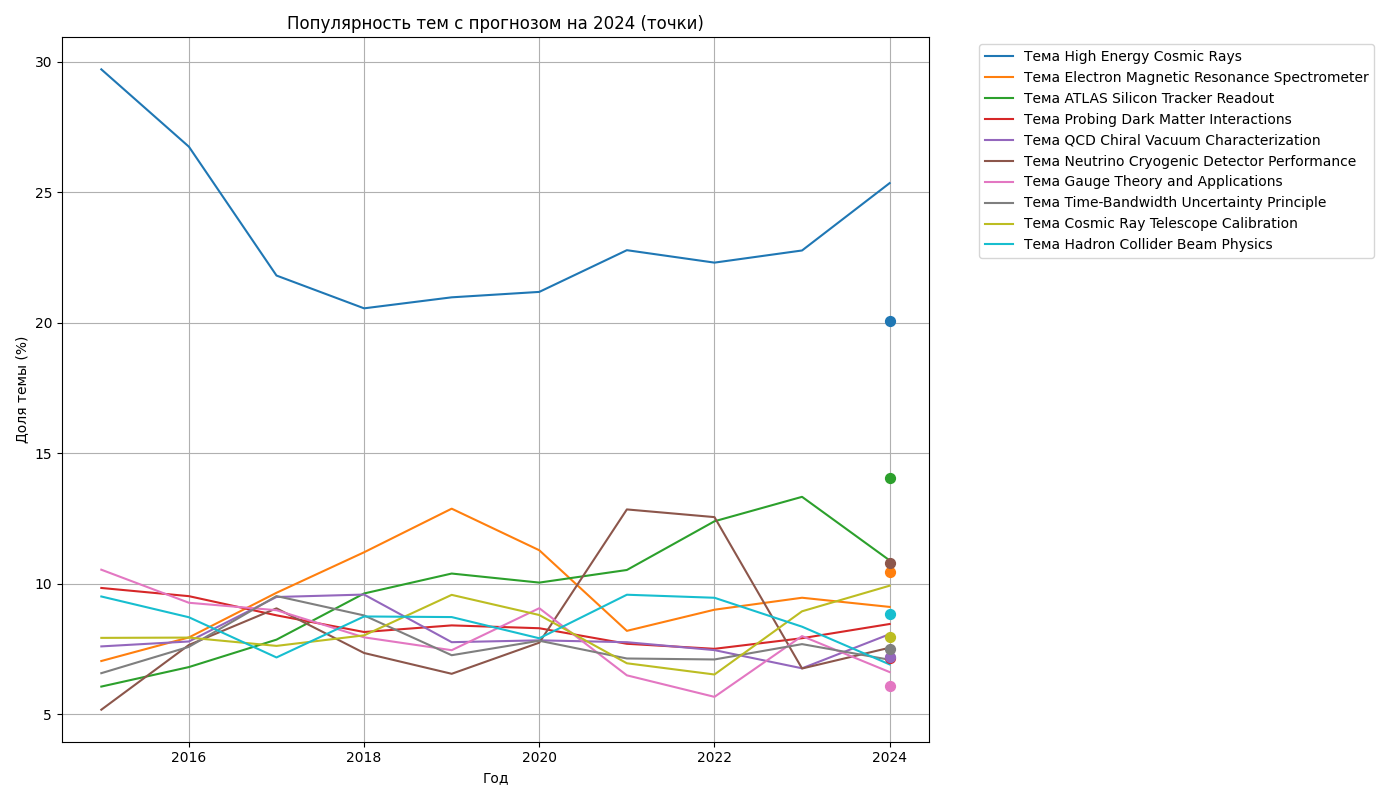 Популярность тем с прогнозом на 2024 (точки)
Тема High Energy Cosmic Rays
Тема Electron Magnetic Resonance Spectrometer
Тема ATLAS Silicon Tracker Readout
Тема Probing Dark Matter Interactions
Тема QCD Chiral Vacuum Characterization
Тема Neutrino Cryogenic Detector Performance
Тема Gauge Theory and Applications
Тема Time-Bandwidth Uncertainty Principle
Тема Cosmic Ray Telescope Calibration
Тема Hadron Collider Beam Physics
Доля темы (%)
30
25
20
15
10
5
2016
2018
2020
2022
2024
Год